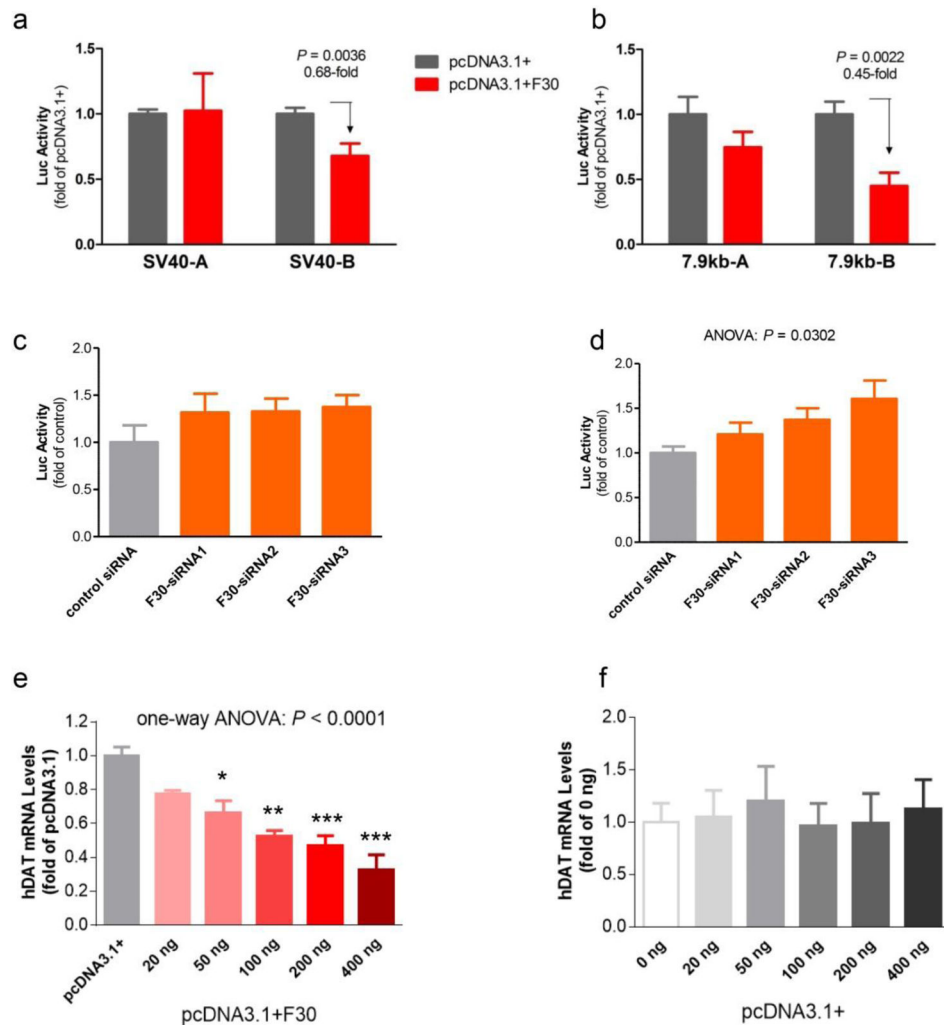 a
1.5
1.0
0.5
0.0
Luc Activity
(fold of pcDNA3.1+)
P = 0.0036
0.68-fold
SV40-A
SV40-B
pcDNA3.1+
pcDNA3.1+F30
b
1.5
1.0
0.5
0.0
Luc Activity
(fold of pcDNA3.1+)
P = 0.0022
0.45-fold
7.9kb-A
7.9kb-B
c
2.0
1.5
1.0
0.5
0.0
Luc Activity
(fold of control)
control siRNA
F30-siRNA1
F30-siRNA2
F30-siRNA3
d
ANOVA: P = 0.0302
2.0
1.5
1.0
0.5
0.0
Luc Activity
(fold of control)
control siRNA
F30-siRNA1
F30-siRNA2
F30-siRNA3
e
one-way ANOVA: P < 0.0001
1.2
1.0
0.8
0.6
0.4
0.2
0.0
hDAT mRNA Levels
(fold of pcDNA3.1)
*
**
***
***
pcDNA3.1+
20 ng
50 ng
100 ng
200 ng
400 ng
pcDNA3.1+F30
f
2.0
1.5
1.0
0.5
0.0
hDAT mRNA Levels
(fold of 0 ng)
0 ng
20 ng
50 ng
100 ng
200 ng
400 ng
pcDNA3.1+